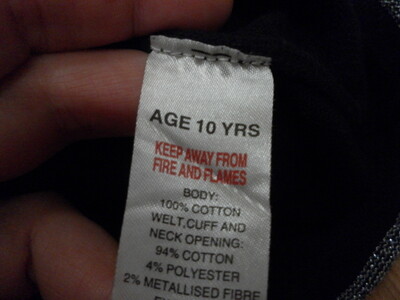 AGE 10 YRS
KEEP AWAY FROM
FIRE AND FLAMES
BODY:
100% COTTON
WELT, CUFF AND
NECK OPENING:
94% COTTON
4% POLYESTER
2% METALLISED FIBRE